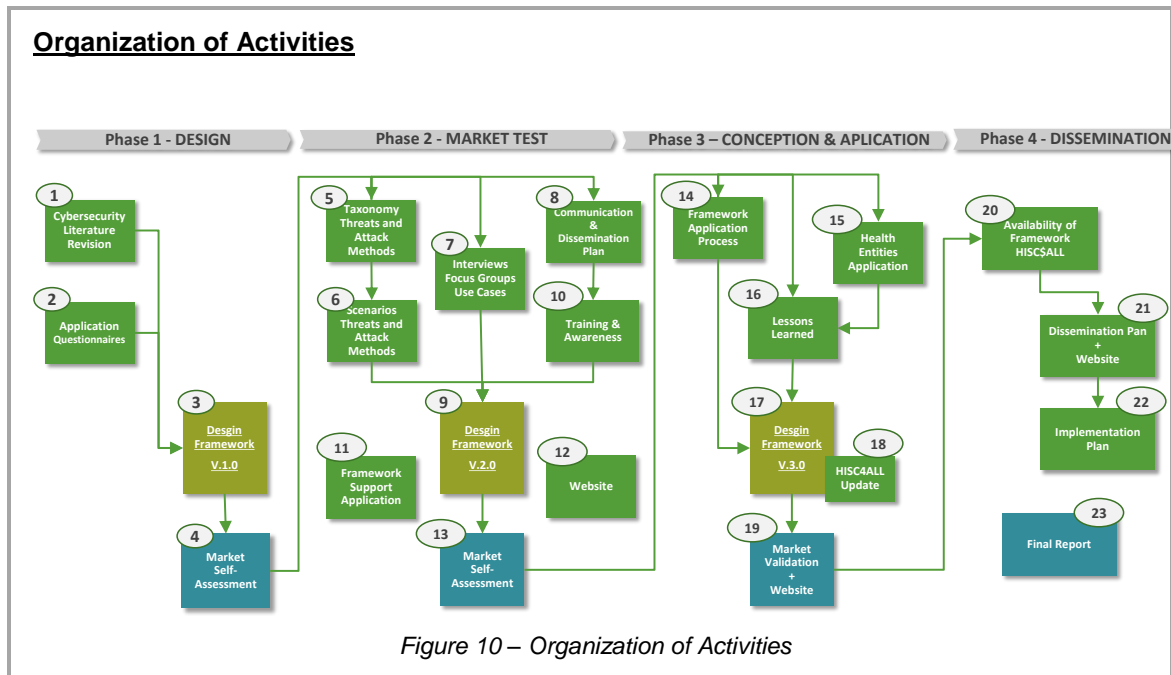 Organization of Activities
Phase 1 - DESIGN
Phase 2 - MARKET TEST
Phase 3 – CONCEPTION & APLICATION
Phase 4 - DISSEMINATION
1
Cybersecurity
Literature
Revision
2
Application
Questionnaires
3
Desgin
Framework
V.1.0
4
Market
Self-
Assessment
5
Taxonomy
Threats and
Attack
Methods
6
Scenarios
Threats and
Attack
Methods
7
Interviews
Focus Groups
Use Cases
8
Communication
&
Dissemination
Plan
10
Training &
Awareness
9
Desgin
Framework
V.2.0
11
Framework
Support
Application
12
Website
13
Market
Self-
Assessment
14
Framework
Application
Process
15
Health
Entities
Application
16
Lessons
Learned
17
Desgin
Framework
V.3.0
18
HISC4ALL
Update
19
Market
Validation
+
Website
20
Availability of
Framework
HISC$ALL
21
Dissemination Pan
+
Website
22
Implementation
Plan
23
Final Report
Figure 10 – Organization of Activities